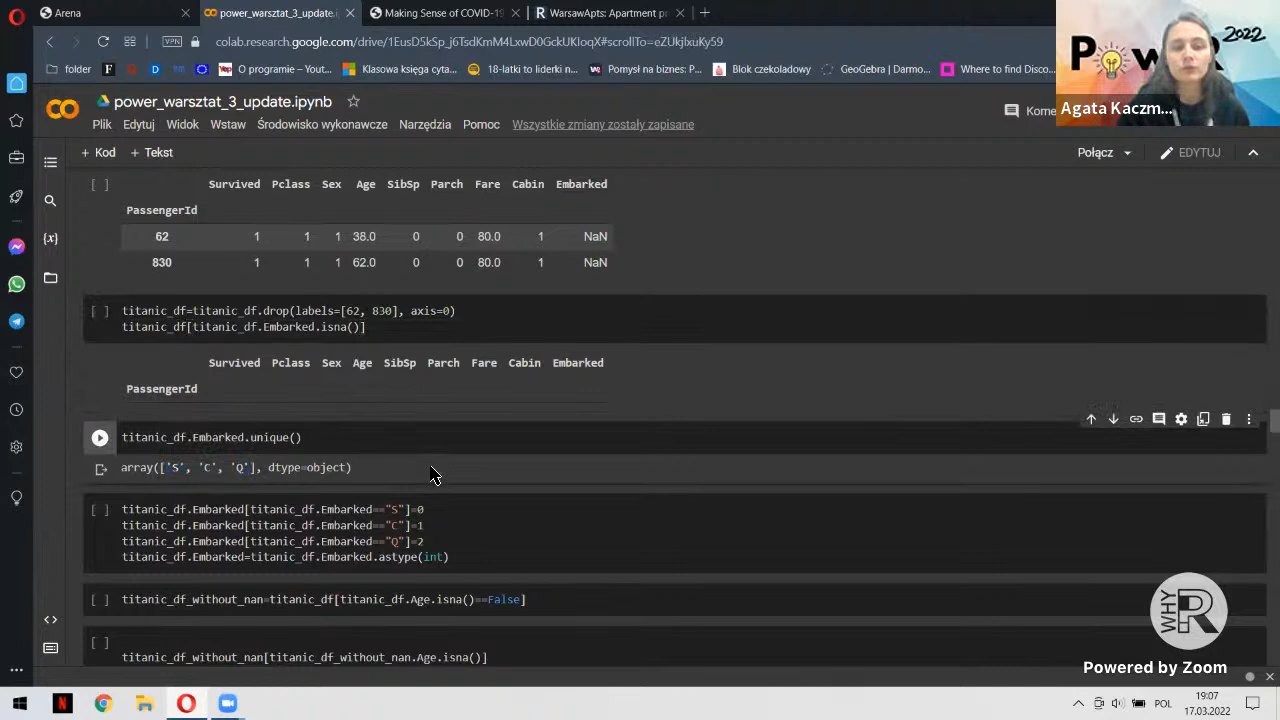 Arena
power_warsztat_3_update.i
Making Sense of COVID-19
WarsawApts: Apartment pr
VPN
colab.research.google.com/drive/1EusD5kSp_j6TsdKmM4LxwD0GckUKIoqX#scrollTo=eZUkjIxuKy59
folder
O programie – Yout...
Kurs: Księgi, cyta...
18-latki to liderki n...
Pomysł na biznes: P...
Blok czekoladowy
GeoGebra (Darmo...
Where to find Disco...
PowR 2022
Agata Kaczm...
power_warsztat_3_update.ipynb
Kome
Plik Edytuj Widok Wstaw Środowisko wykonawcze Narzędzia Pomoc Wszystkie zmiany zostały zapisane
+ Kod + Tekst
Połącz
EDYTUJ
[ ] Survived Pclass Sex Age SibSp Parch Fare Cabin Embarked
PassengerId
62 1 1 1 38.0 0 0 80.0 1 NaN
830 1 1 1 62.0 0 0 80.0 1 NaN
[ ] titanic_df=titanic_df.drop(labels=[62, 830], axis=0)
titanic_df[titanic_df.Embarked.isna()]
Survived Pclass Sex Age SibSp Parch Fare Cabin Embarked
PassengerId
titanic_df.Embarked.unique()
array(['S', 'C', 'Q'], dtype=object)
[ ] titanic_df.Embarked[titanic_df.Embarked=="S"]=0
titanic_df.Embarked[titanic_df.Embarked=="C"]=1
titanic_df.Embarked[titanic_df.Embarked=="Q"]=2
titanic_df.Embarked=titanic_df.Embarked.astype(int)
[ ] titanic_df_without_nan=titanic_df[titanic_df.Age.isna()==False]
[ ]
titanic_df_without_nan[titanic_df_without_nan.Age.isna()]
WHY R
Powered by Zoom
POL
19:07
17.03.2022